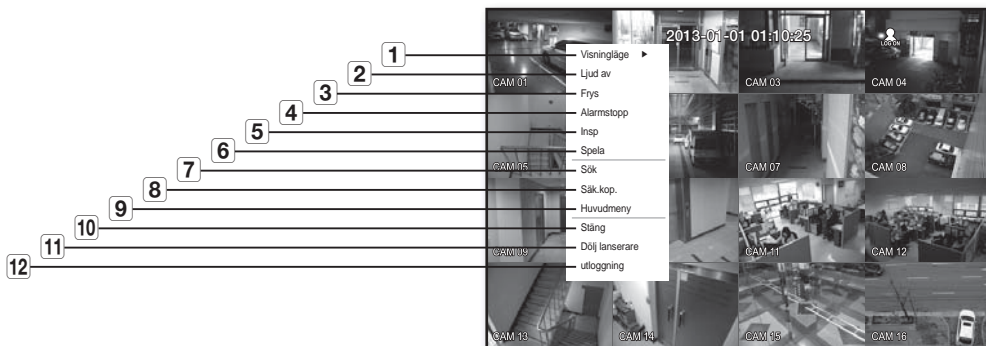 2013-01-01 01:10:25
LOG ON
CAM 01
CAM 03
CAM 04
1 Visningläge
2 Ljud av
3 Frys
4 Alarmstopp
5 Insp
6 Spela
7 Sök
8 Säk.kop.
9 Huvudmeny
10 Stäng
11 Dölj lanserare
12 utloggning
CAM 05
CAM 07
CAM 08
CAM 09
CAM 11
CAM 12
CAM 13
CAM 14
CAM 15
CAM 16